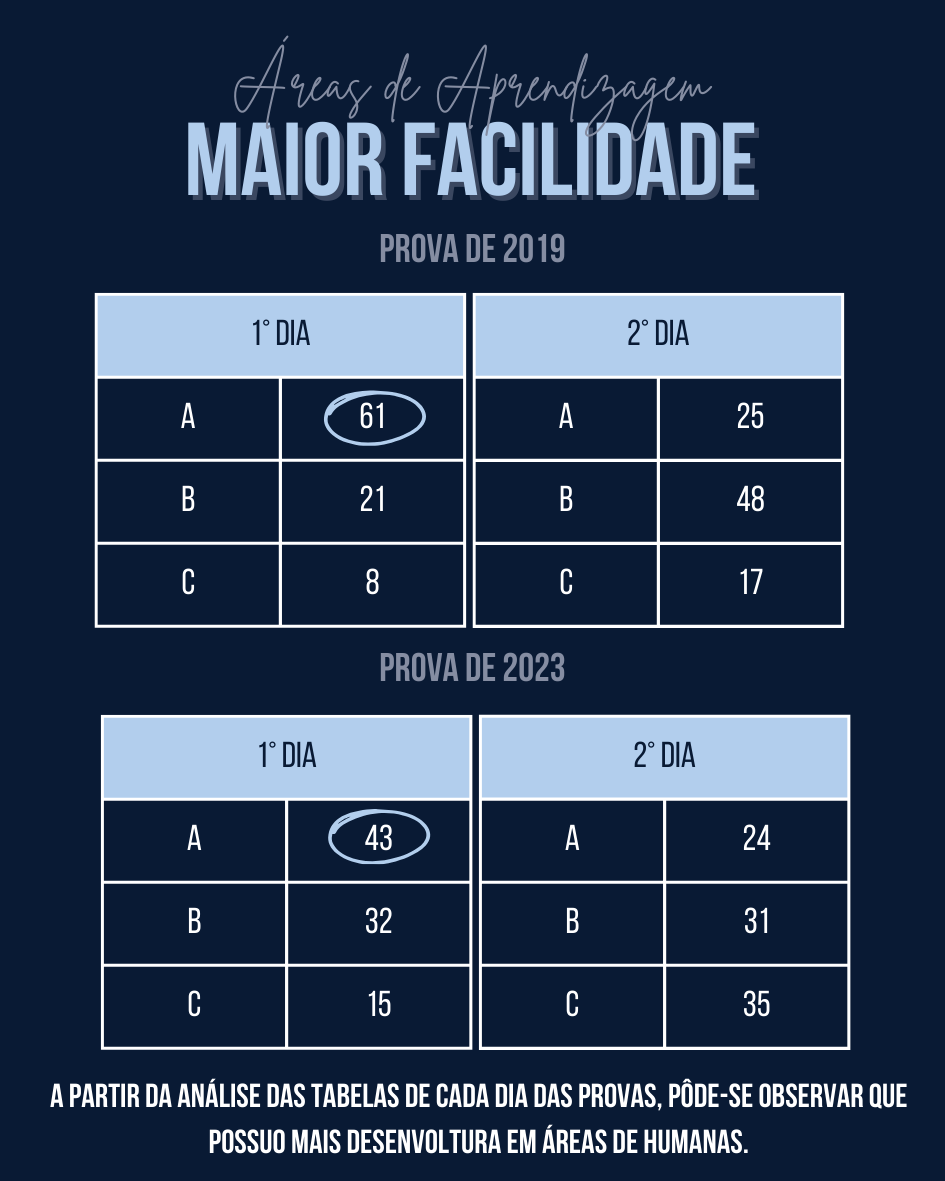 Áreas de Aprendizagem
MAIOR FACILIDADE
PROVA DE 2019
1° DIA 2° DIA
A 61 A 25
B 21 B 48
C 8 C 17
PROVA DE 2023
1° DIA 2° DIA
A 43 A 24
B 32 B 31
C 15 C 35
A PARTIR DA ANÁLISE DAS TABELAS DE CADA DIA DAS PROVAS, PÔDE-SE OBSERVAR QUE
POSSUO MAIS DESENVOLTURA EM ÁREAS DE HUMANAS.